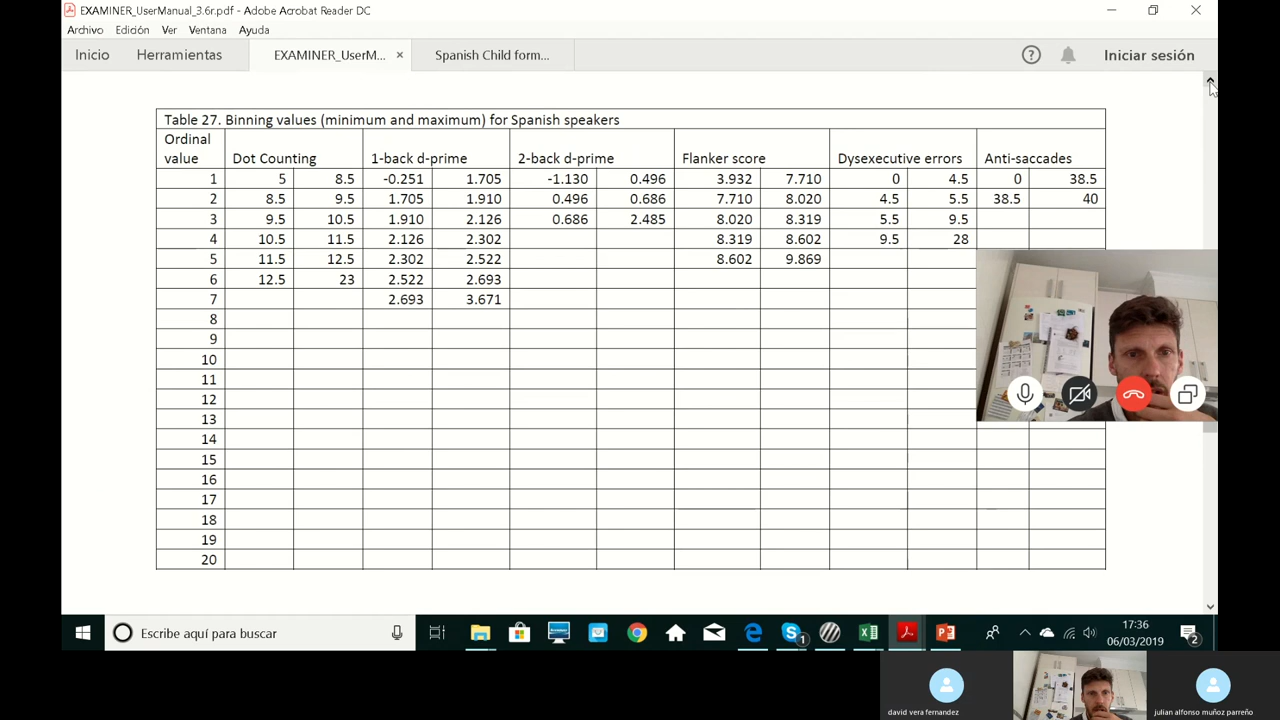 EXAMINER_UserManual_3.6r.pdf - Adobe Acrobat Reader DC
Archivo Edición Ver Ventana Ayuda
Inicio Herramientas EXAMINER_UserM... × Spanish Child form... Iniciar sesión
Table 27. Binning values (minimum and maximum) for Spanish speakers
Ordinal
value Dot Counting 1-back d-prime 2-back d-prime Flanker score Dysexecutive errors Anti-saccades
1 5 8.5 -0.251 1.705 -1.130 0.496 3.932 7.710 0 4.5 0 38.5
2 8.5 9.5 1.705 1.910 0.496 0.686 7.710 8.020 4.5 5.5 38.5 40
3 9.5 10.5 1.910 2.126 0.686 2.485 8.020 8.319 5.5 9.5
4 10.5 11.5 2.126 2.302 8.319 8.602 9.5 28
5 11.5 12.5 2.302 2.522 8.602 9.869
6 12.5 23 2.522 2.693
7 2.693 3.671
8
9
10
11
12
13
14
15
16
17
18
19
20
Escribe aquí para buscar
1
17:36
06/03/2019
2
david vera fernandez
julian alfonso muñoz parreño